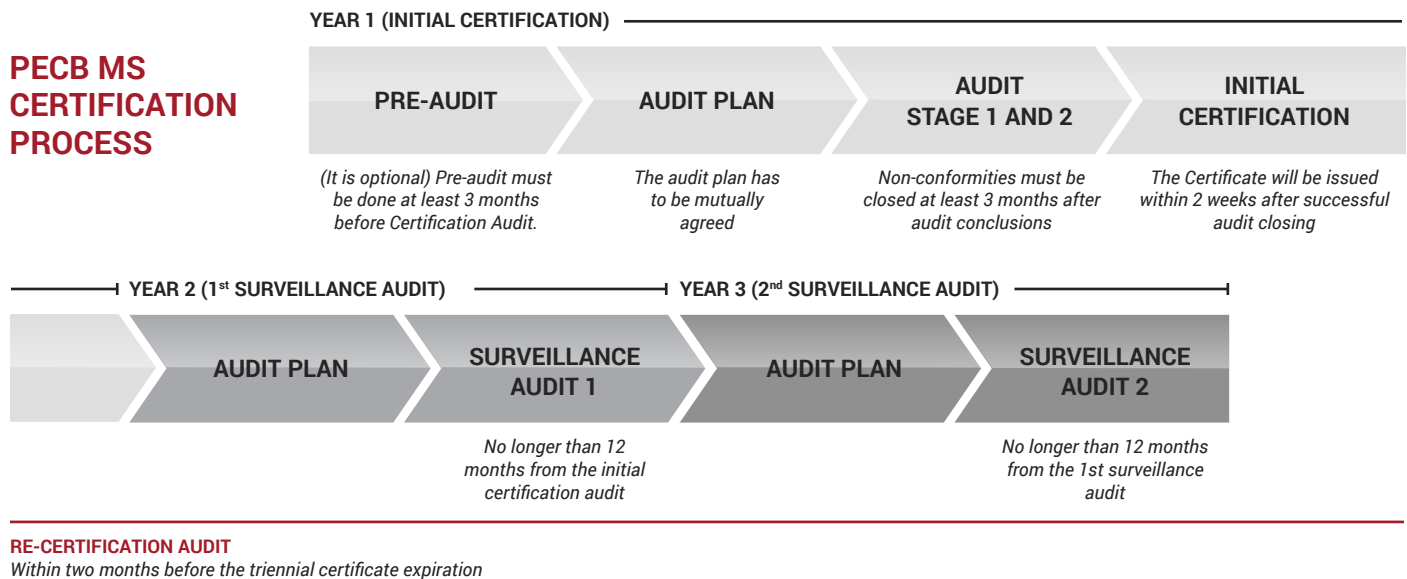 YEAR 1 (INITIAL CERTIFICATION)
PECB MS
CERTIFICATION
PROCESS
PRE-AUDIT
(It is optional) Pre-audit must
be done at least 3 months
before Certification Audit.
AUDIT PLAN
The audit plan has
to be mutually
agreed
AUDIT
STAGE 1 AND 2
Non-conformities must be
closed at least 3 months after
audit conclusions
INITIAL
CERTIFICATION
The Certificate will be issued
within 2 weeks after successful
audit closing
YEAR 2 (1st SURVEILLANCE AUDIT)
AUDIT PLAN
SURVEILLANCE
AUDIT 1
No longer than 12
months from the initial
certification audit
YEAR 3 (2nd SURVEILLANCE AUDIT)
AUDIT PLAN
SURVEILLANCE
AUDIT 2
No longer than 12 months
from the 1st surveillance
audit
RE-CERTIFICATION AUDIT
Within two months before the triennial certificate expiration